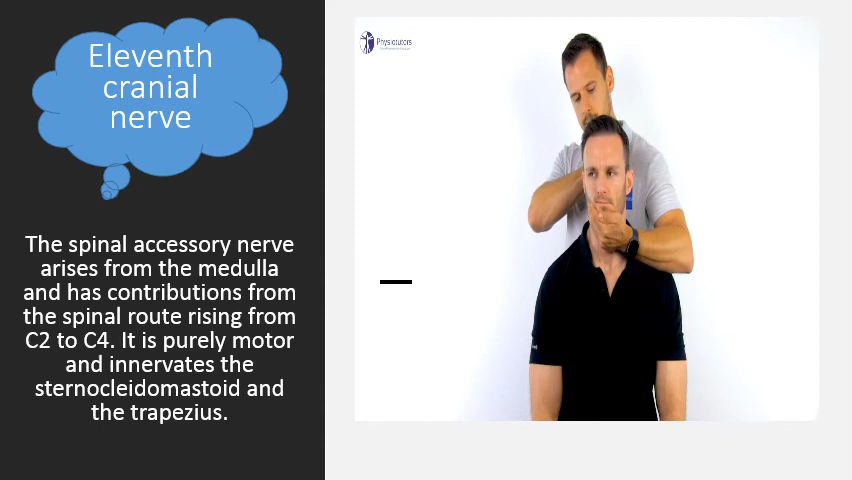 Eleventh
cranial
nerve
Physiotutors
The spinal accessory nerve
arises from the medulla
and has contributions from
the spinal route rising from
C2 to C4. It is purely motor
and innervates the
sternocleidomastoid and
the trapezius.